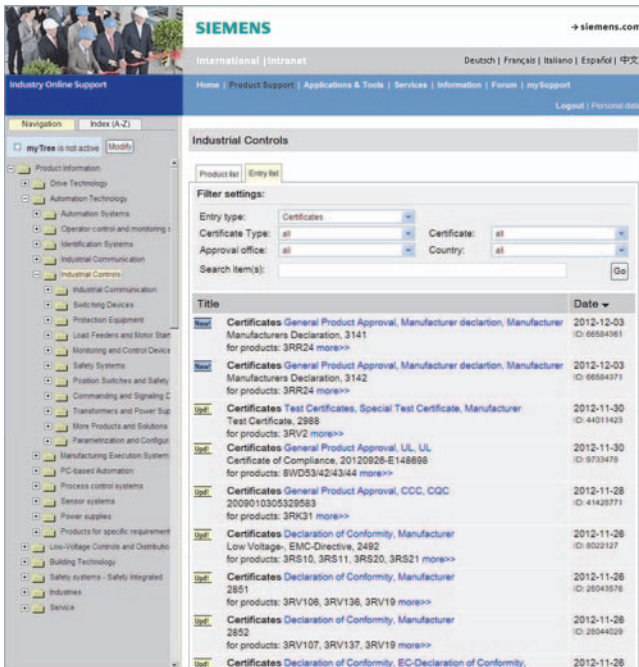 SIEMENS
→ siemens.com
International | Intranet
Deutsch | Français | Italiano | Español | 中文
Industry Online Support
Home | Product Support | Applications & Tools | Services | Information | Forum | mySupport
Logout | Personal data
Navigation
Index (A-Z)
myTree is not active
Modify
Product Information
Drive Technology
Automation Technology
Automation Systems
Operator control and monitoring s
Identification Systems
Industrial Communication
Industrial Controls
Industrial Communication
Switching Devices
Protection Equipment
Load Feeders and Motor Start
Monitoring and Control Device
Safety Systems
Position Switches and Safety
Commanding and Signaling D
Transformers and Power Sup
More Products and Solutions
Parametrization and Configur
Manufacturing Execution System
PC-based Automation
Process control systems
Sensor systems
Power supplies
Products for specific requirement
Low-Voltage Controls and Distributio
Building Technology
Safety systems - Safety Integrated
Industries
Service
Industrial Controls
Product list
Entry list
Filter settings:
Entry type: Certificates
Certificate Type: all Certificate: all
Approval office: all Country: all
Search item(s): Go
Title Date
New! Certificates General Product Approval, Manufacturer declartion, Manufacturer 2012-12-03
Manufacturers Declaration, 3141 ID: 66584361
for products: 3RR24 more>>
New! Certificates General Product Approval, Manufacturer declartion, Manufacturer 2012-12-03
Manufacturers Declaration, 3142 ID: 66584371
for products: 3RR24 more>>
Upd! Certificates Test Certificates, Special Test Certificate, Manufacturer 2012-11-30
Test Certificate, 2988 ID: 44011423
for products: 3RV2 more>>
Upd! Certificates General Product Approval, UL, UL 2012-11-30
Certificate of Compliance, 20120926-E148698 ID: 9733478
for products: 8WD53/42/43/44 more>>
Upd! Certificates General Product Approval, CCC, CQC 2012-11-28
2009010305329583 ID: 41426771
for products: 3RK31 more>>
Upd! Certificates Declaration of Conformity, Manufacturer 2012-11-26
Low Voltage-, EMC-Directive, 2492 ID: 8022127
for products: 3RS10, 3RS11, 3RS20, 3RS21 more>>
Upd! Certificates Declaration of Conformity, Manufacturer 2012-11-26
2851 ID: 28043576
for products: 3RV106, 3RV136, 3RV19 more>>
Upd! Certificates Declaration of Conformity, Manufacturer 2012-11-26
2852 ID: 28044029
for products: 3RV107, 3RV137, 3RV19 more>>
Upd! Certificates Declaration of Conformity, EC-Declaration of Conformity, 2012-11-26